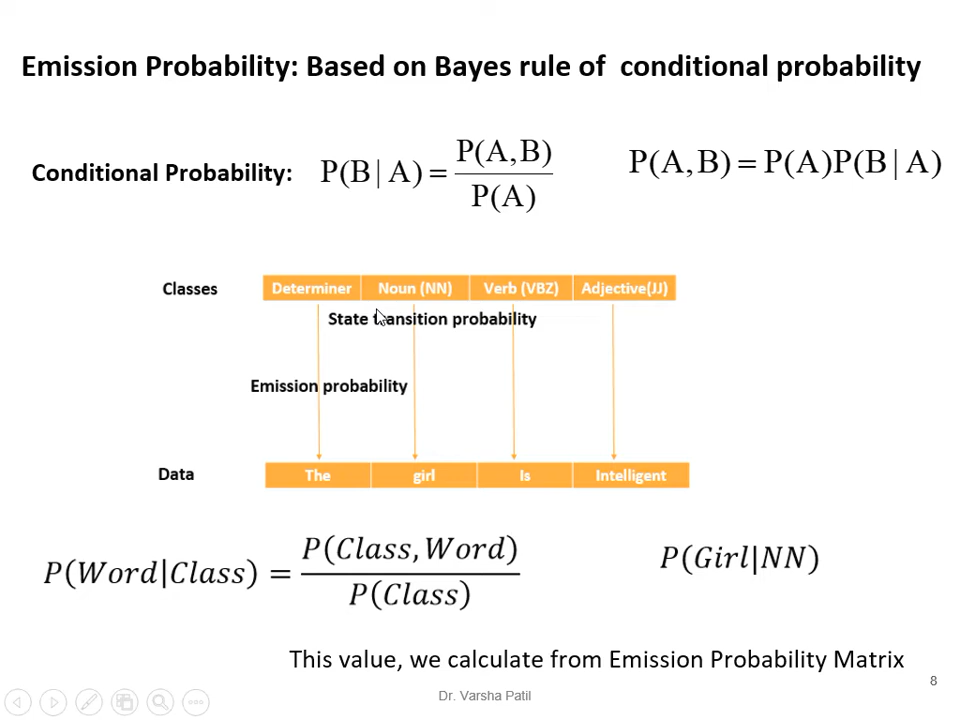 Emission Probability: Based on Bayes rule of conditional probability
Conditional Probability: P(B | A) = P(A,B) / P(A)
P(A,B) = P(A)P(B | A)
Classes Determiner Noun (NN) Verb (VBZ) Adjective(JJ)
State transition probability
Emission probability
Data The girl Is Intelligent
P(Word|Class) = P(Class, Word) / P(Class)
P(Girl|NN)
This value, we calculate from Emission Probability Matrix
8
Dr. Varsha Patil